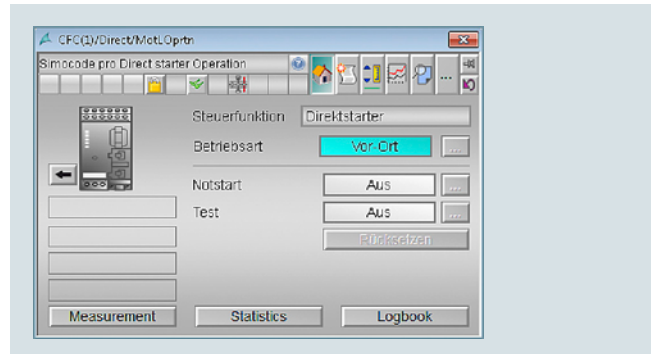 CFC(1)/Direct/MotLOprtn
Simocode pro Direct starter Operation
...
Steuerfunktion Direktstarter
Betriebsart Vor-Ort ...
Notstart Aus ...
Test Aus ...
Rücksetzen
Measurement Statistics Logbook